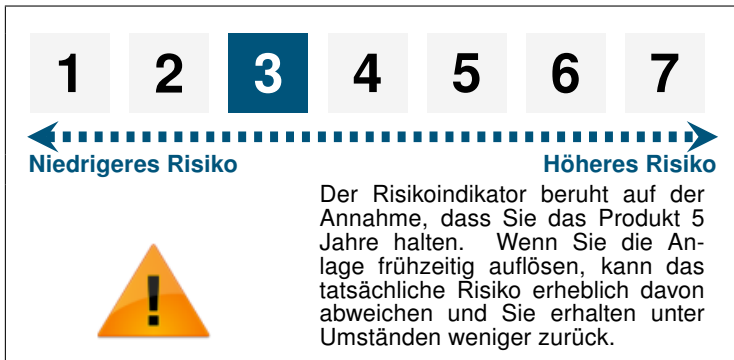 1 2 3 4 5 6 7
Niedrigeres Risiko Höheres Risiko
Der Risikoindikator beruht auf der
Annahme, dass Sie das Produkt 5
Jahre halten. Wenn Sie die An-
lage frühzeitig auflösen, kann das
tatsächliche Risiko erheblich davon
abweichen und Sie erhalten unter
Umständen weniger zurück.
!